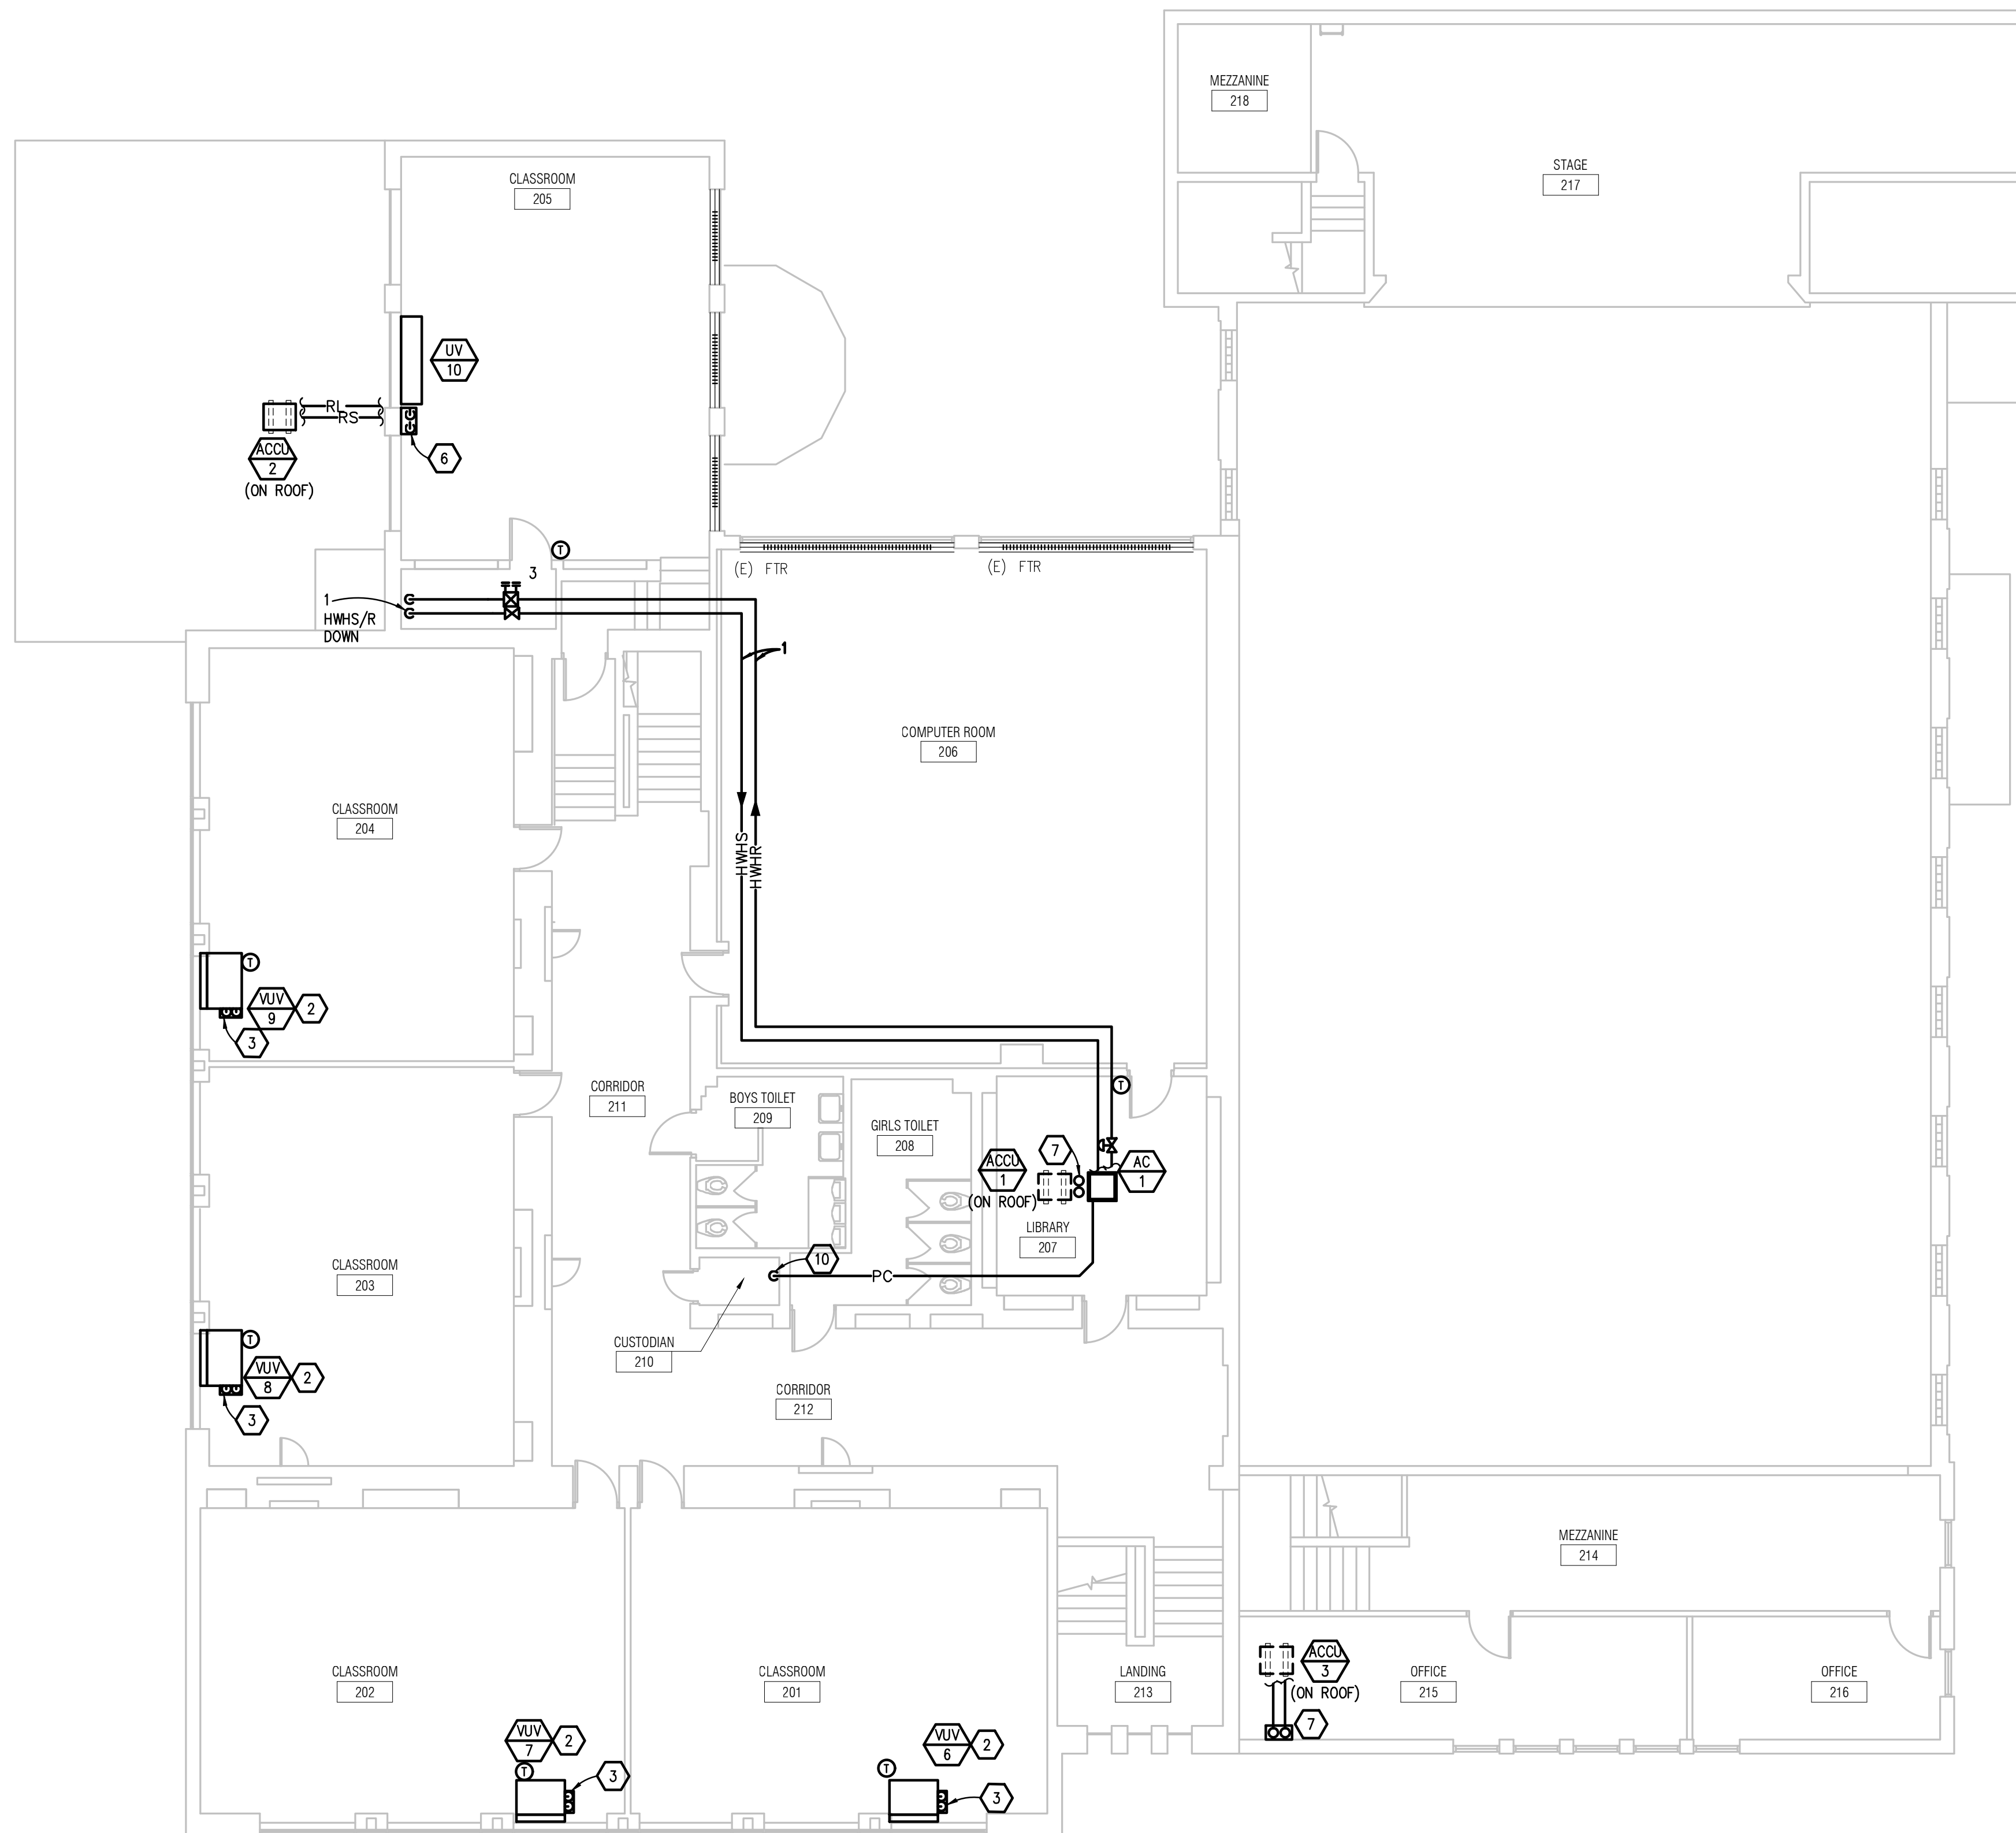 MEZZANINE
218
STAGE
217
CLASSROOM
205
UV
10
RL
RS
ACCU
2
(ON ROOF)
6
T
3
(E) FTR
(E) FTR
1
HWHS/R
DOWN
1
COMPUTER ROOM
206
CLASSROOM
204
HWHS
HWHR
T
VUV
9
2
3
CORRIDOR
211
BOYS TOILET
209
GIRLS TOILET
208
T
7
ACCU
1
(ON ROOF)
AC
1
LIBRARY
207
10
PC
CLASSROOM
203
T
VUV
8
2
3
CUSTODIAN
210
CORRIDOR
212
MEZZANINE
214
CLASSROOM
202
CLASSROOM
201
LANDING
213
ACCU
3
(ON ROOF)
7
OFFICE
215
OFFICE
216
VUV
7
2
T
3
VUV
6
2
T
3